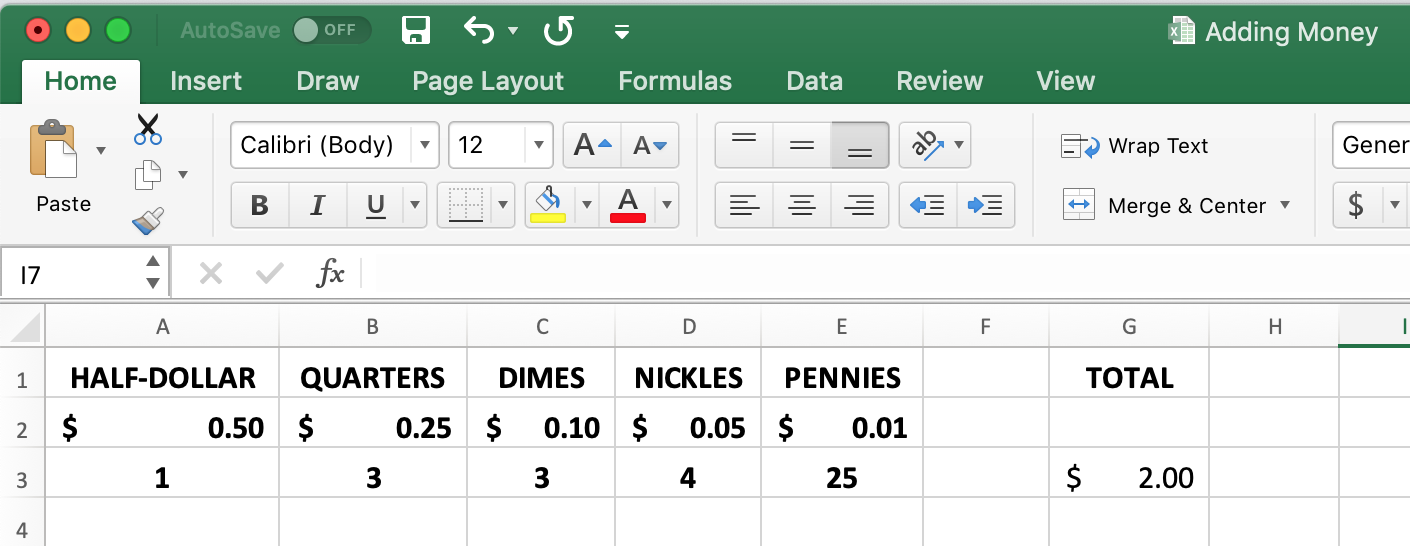 AutoSave OFF Adding Money
Home Insert Draw Page Layout Formulas Data Review View
Calibri (Body) 12 A A ab Wrap Text Gener
Paste B I U A Merge & Center $
I7 fx
A B C D E F G H I
1 HALF-DOLLAR QUARTERS DIMES NICKLES PENNIES TOTAL
2 $ 0.50 $ 0.25 $ 0.10 $ 0.05 $ 0.01
3 1 3 3 4 25 $ 2.00
4